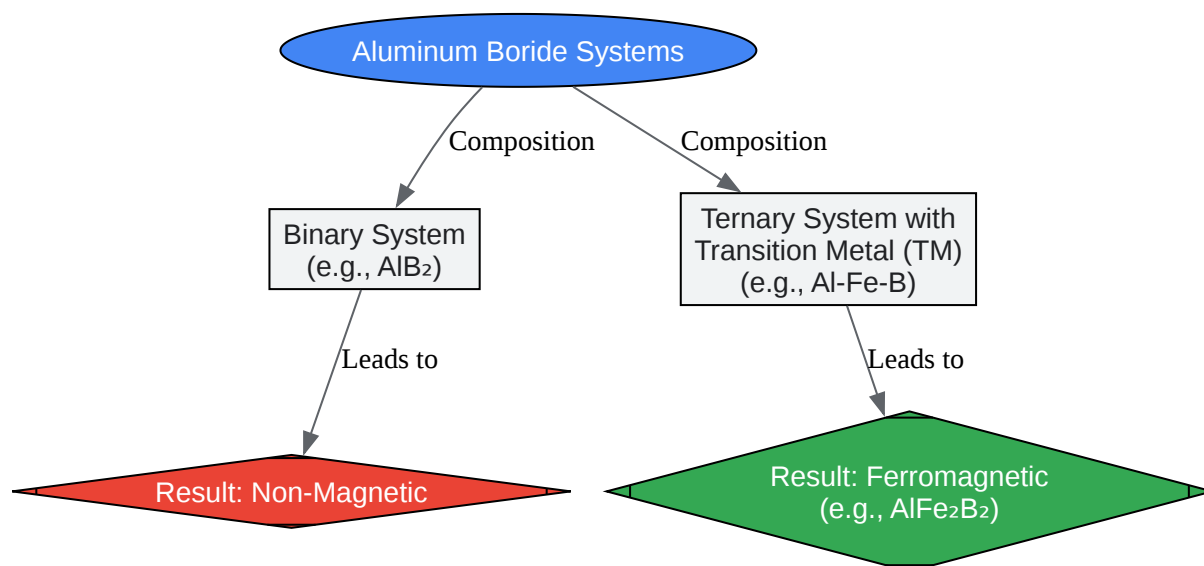 Aluminum Boride Systems
Composition
Composition
Binary System
(e.g., AlB₂)
Ternary System with
Transition Metal (TM)
(e.g., Al-Fe-B)
Leads to
Leads to
Result: Non-Magnetic
Result: Ferromagnetic
(e.g., AlFe₂B₂)